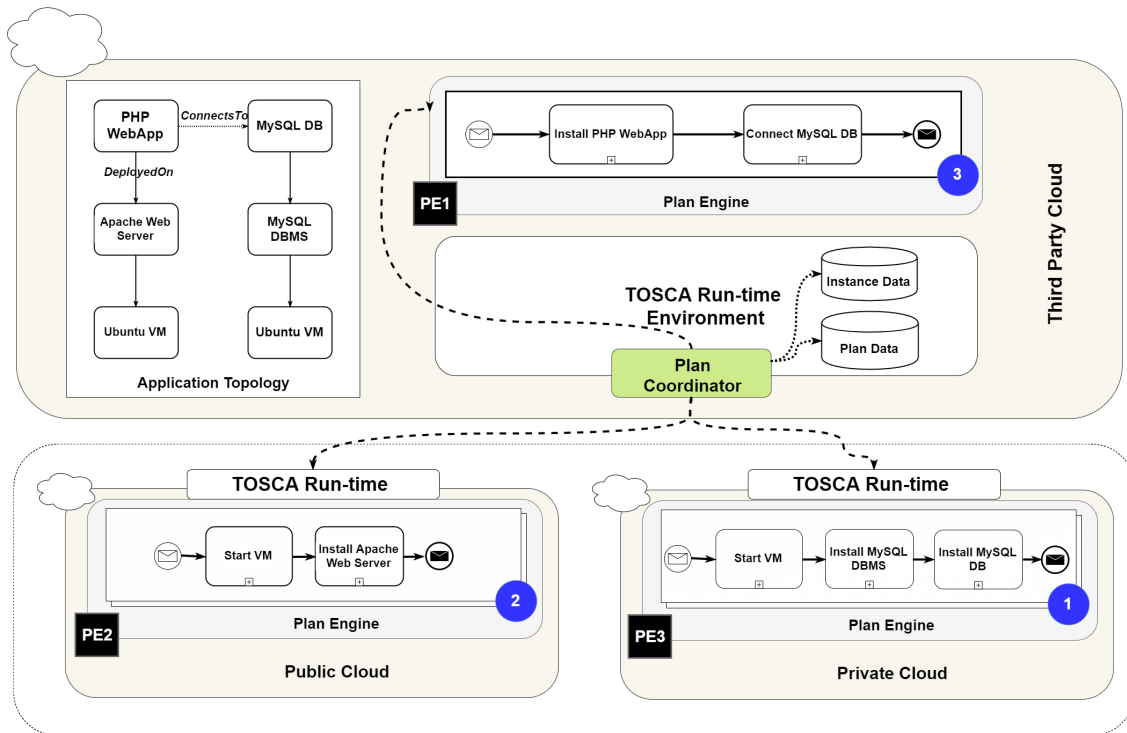 PHP
WebApp
ConnectsTo
MySQL DB
DeployedOn
Apache Web
Server
MySQL
DBMS
Ubuntu VM
Ubuntu VM
Application Topology
Install PHP WebApp
Connect MySQL DB
3
PE1
Plan Engine
Third Party Cloud
TOSCA Run-time
Environment
Instance Data
Plan Data
Plan
Coordinator
TOSCA Run-time
Start VM
Install Apache
Web Server
2
PE2
Plan Engine
Public Cloud
TOSCA Run-time
Start VM
Install MySQL
DBMS
Install MySQL
DB
1
PE3
Plan Engine
Private Cloud